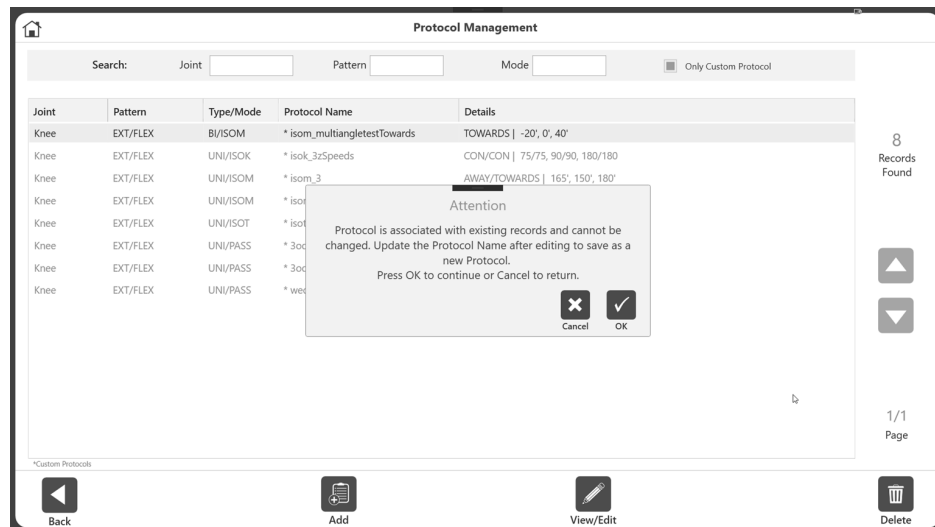 Protocol Management
Search: Joint Pattern Mode Only Custom Protocol
Joint Pattern Type/Mode Protocol Name Details
Knee EXT/FLEX BI/ISOM * isom_multiangletestTowards TOWARDS | -20', 0', 40'
Knee EXT/FLEX UNI/ISOK * isok_3zSpeeds CON/CON | 75/75, 90/90, 180/180
Knee EXT/FLEX UNI/ISOM * isom_3 AWAY/TOWARDS | 165', 150', 180'
Knee EXT/FLEX UNI/ISOM
Knee EXT/FLEX UNI/ISOT
Knee EXT/FLEX UNI/PASS
Knee EXT/FLEX UNI/PASS
Knee EXT/FLEX UNI/PASS
8
Records
Found
Attention
Protocol is associated with existing records and cannot be
changed. Update the Protocol Name after editing to save as a
new Protocol.
Press OK to continue or Cancel to return.
Cancel OK
1/1
Page
*Custom Protocols
Back Add View/Edit Delete